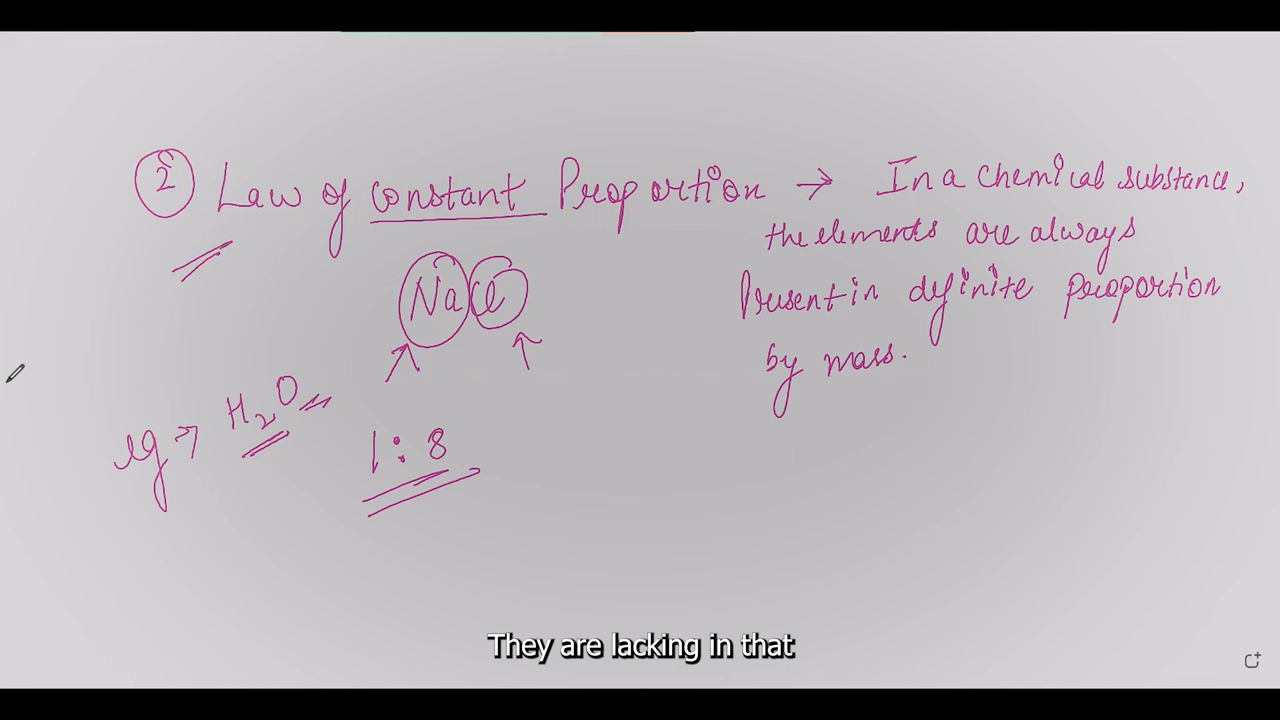 2 Law of constant Proportion → In a chemical substance,
the elements are always
Present in definite proportion
by mass.
NaCl
eg → H₂O
1 : 8
They are lacking in that